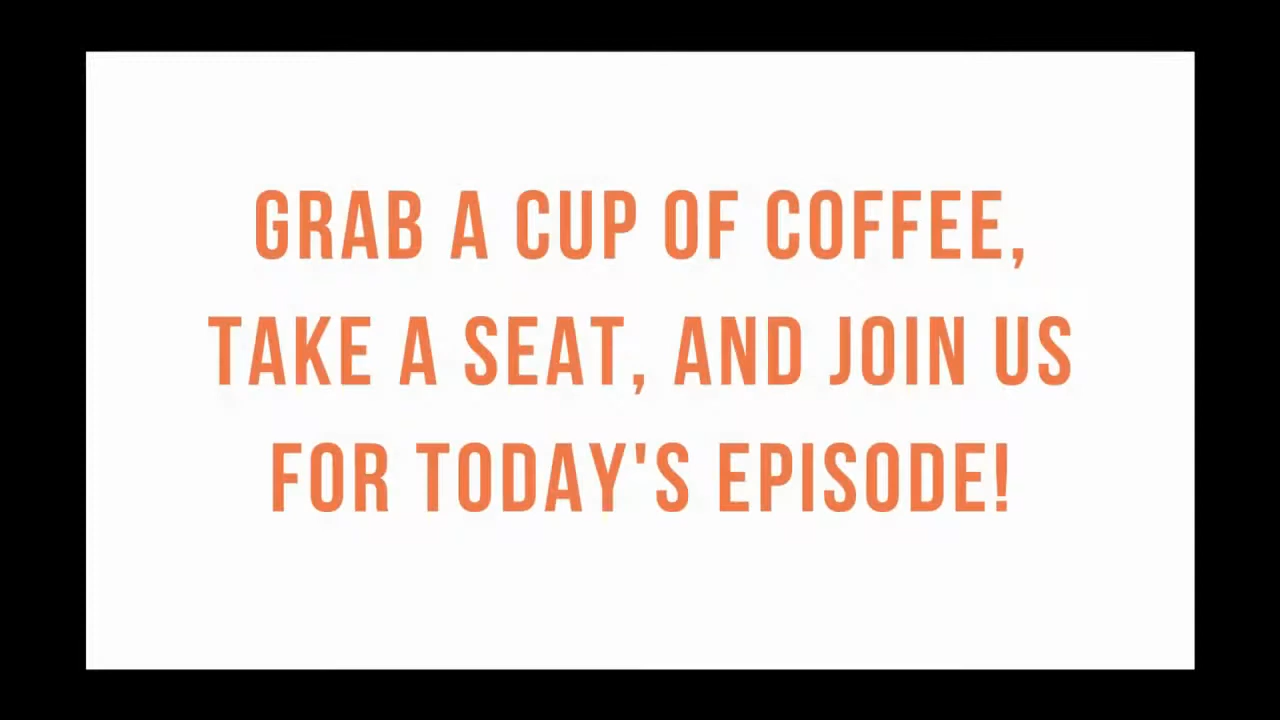 GRAB A CUP OF COFFEE,
TAKE A SEAT, AND JOIN US
FOR TODAY'S EPISODE!